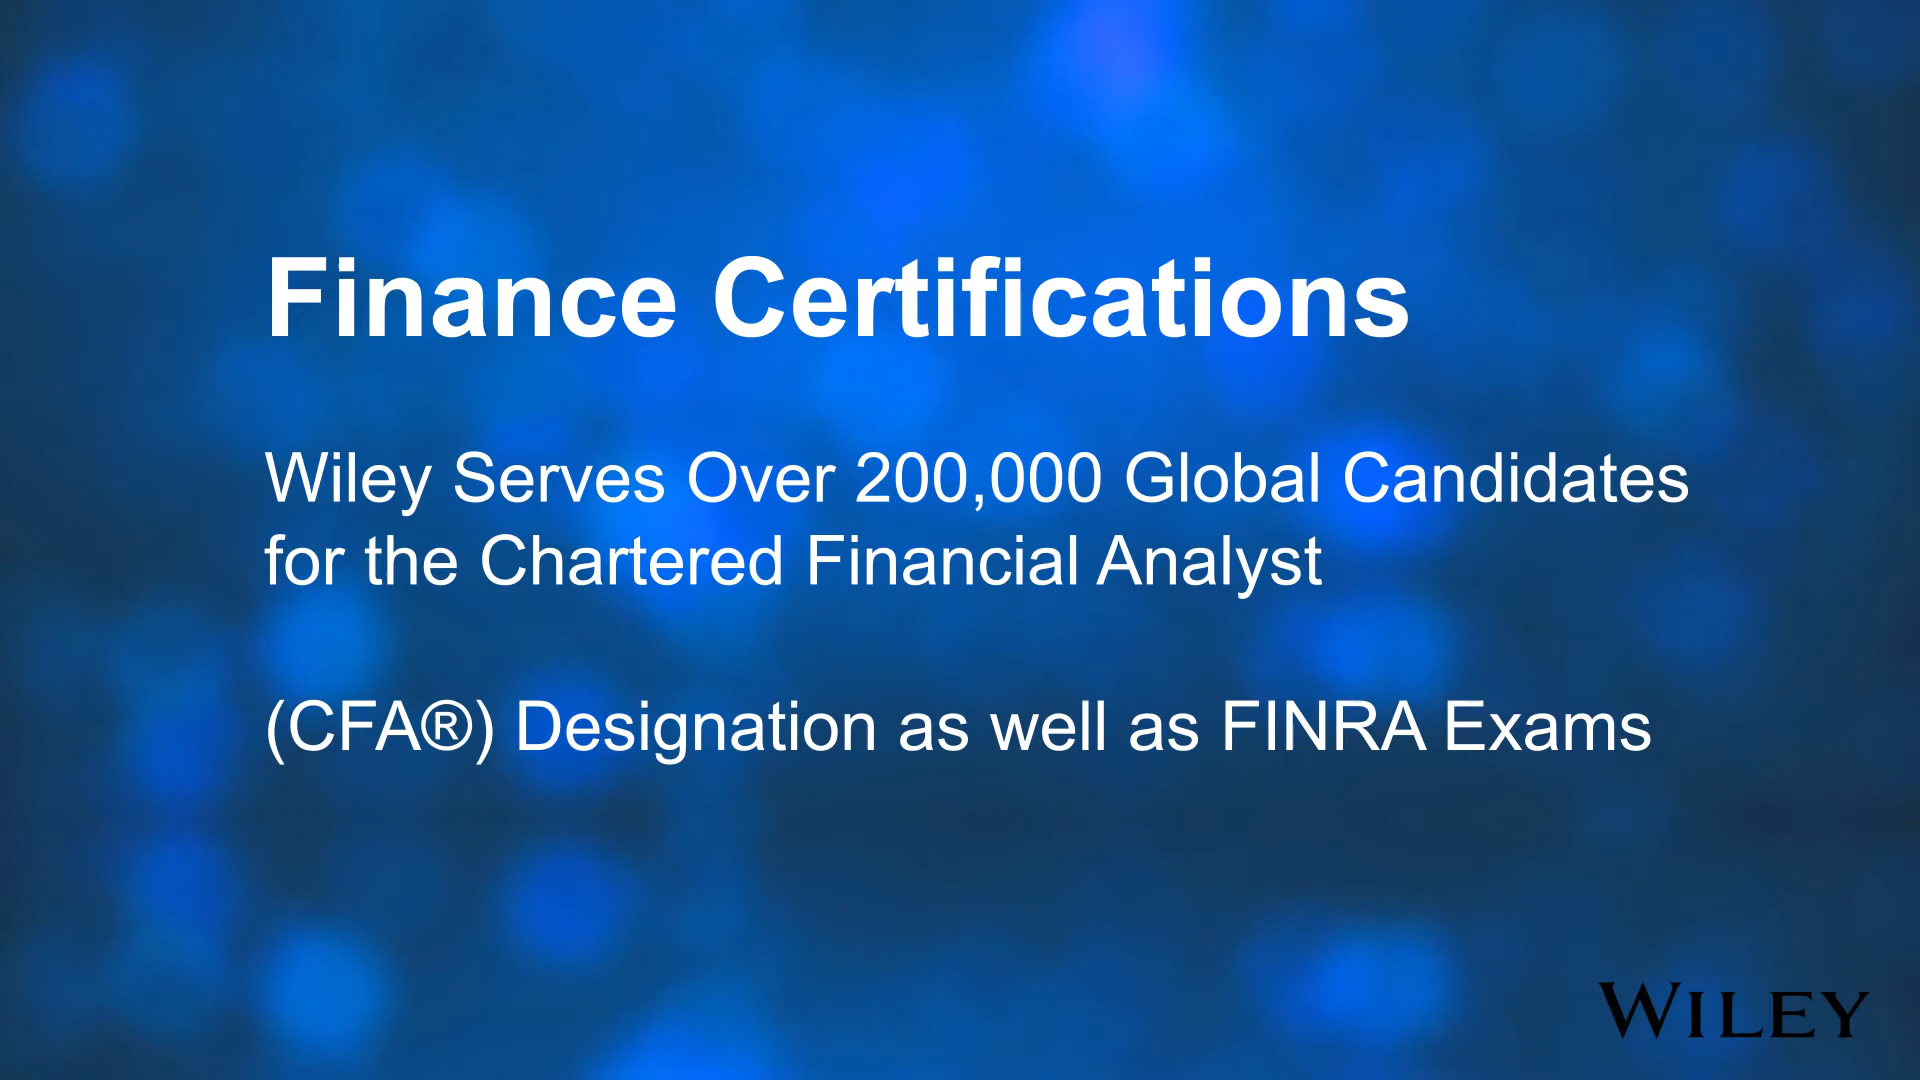 Finance Certifications
Wiley Serves Over 200,000 Global Candidates
for the Chartered Financial Analyst
(CFA®) Designation as well as FINRA Exams
WILEY